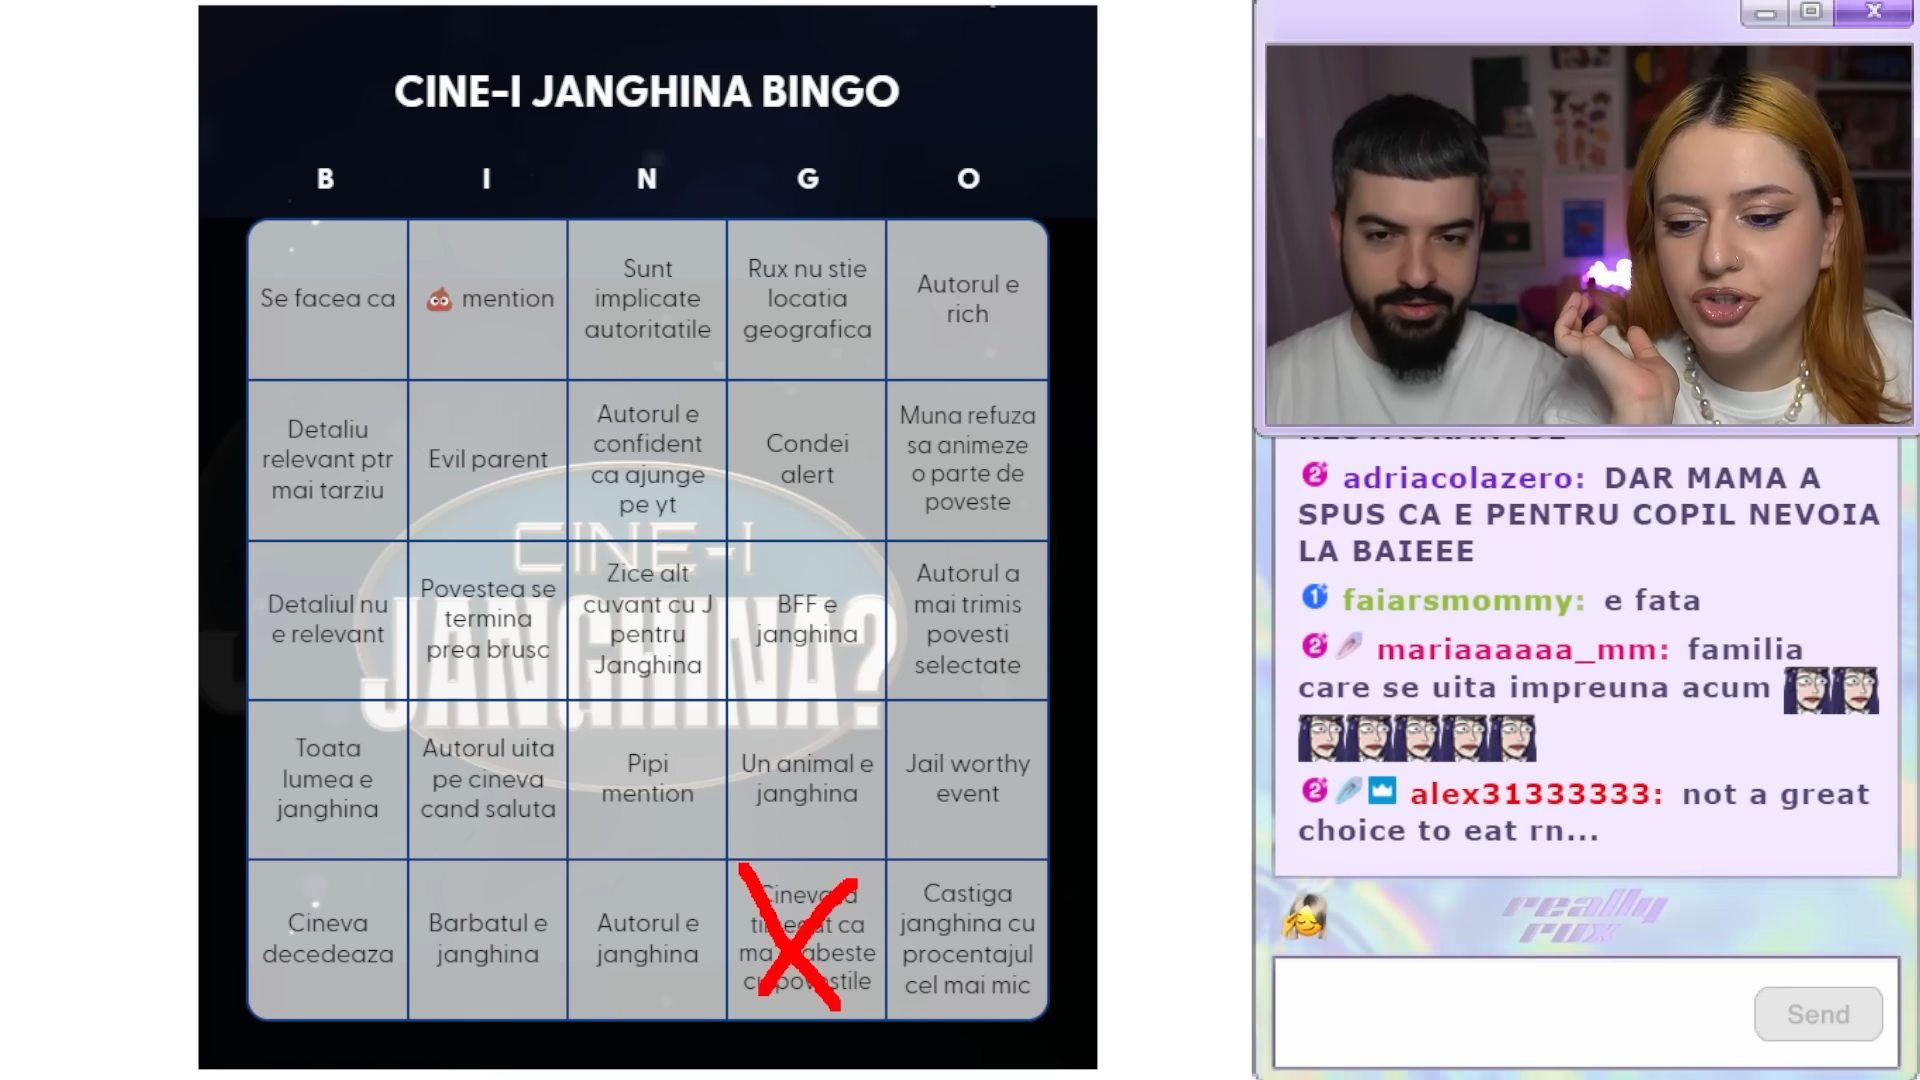 CINE-I JANGHINA BINGO
B I N G O
Se facea ca
💩 mention
Sunt
implicate
autoritatile
Rux nu stie
locatia
geografica
Autorul e
rich
Detaliu
relevant ptr
mai tarziu
Evil parent
Autorul e
confident
ca ajunge
pe yt
Condei
alert
Muna refuza
sa animeze
o parte de
poveste
Detaliul nu
e relevant
Povestea se
termina
prea brusc
Zice alt
cuvant cu J
pentru
Janghina
BFF e
janghina
Autorul a
mai trimis
povesti
selectate
Toata
lumea e
janghina
Autorul uita
pe cineva
cand saluta
Pipi
mention
Un animal e
janghina
Jail worthy
event
Cineva
decedeaza
Barbatul e
janghina
Autorul e
janghina
ca
Castiga
janghina cu
procentajul
cel mai mic
CINE-I
JANGHINA?
adriacolazero: DAR MAMA A
SPUS CA E PENTRU COPIL NEVOIA
LA BAIEEE
faiarsmommy: e fata
mariaaaaaa_mm: familia
care se uita impreuna acum
alex31333333: not a great
choice to eat rn...
really
rux
Send